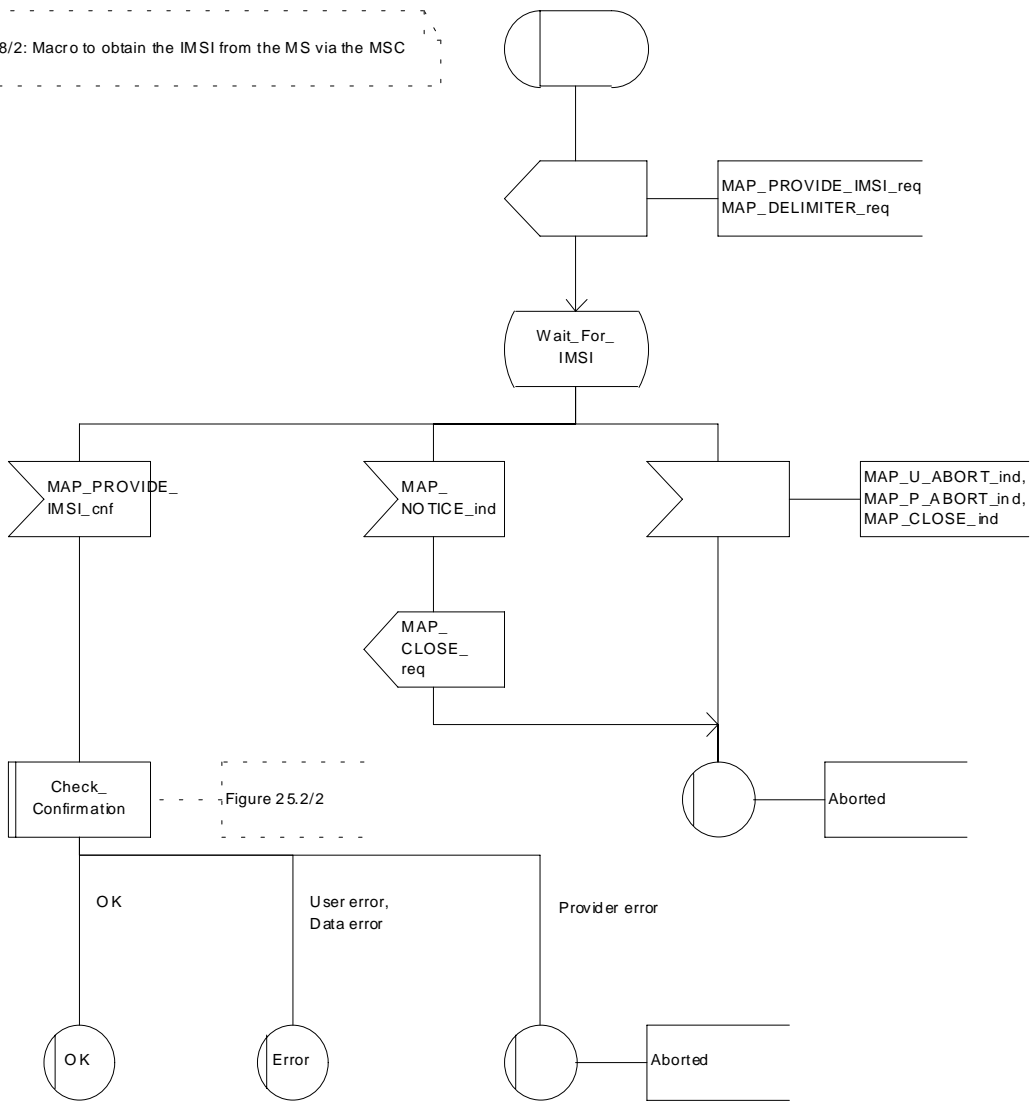 8/2: Macro to obtain the IMSI from the MS via the MSC
MAP_PROVIDE_IMSI_req
MAP_DELIMITER_req
Wait_For_
IMSI
MAP_PROVIDE_
IMSI_cnf
MAP_
NOTICE_ind
MAP_U_ABORT_ind,
MAP_P_ABORT_ind,
MAP_CLOSE_ind
MAP_
CLOSE_
req
Check_
Confirmation
Figure 25.2/2
Aborted
OK
User error,
Data error
Provider error
OK
Error
Aborted